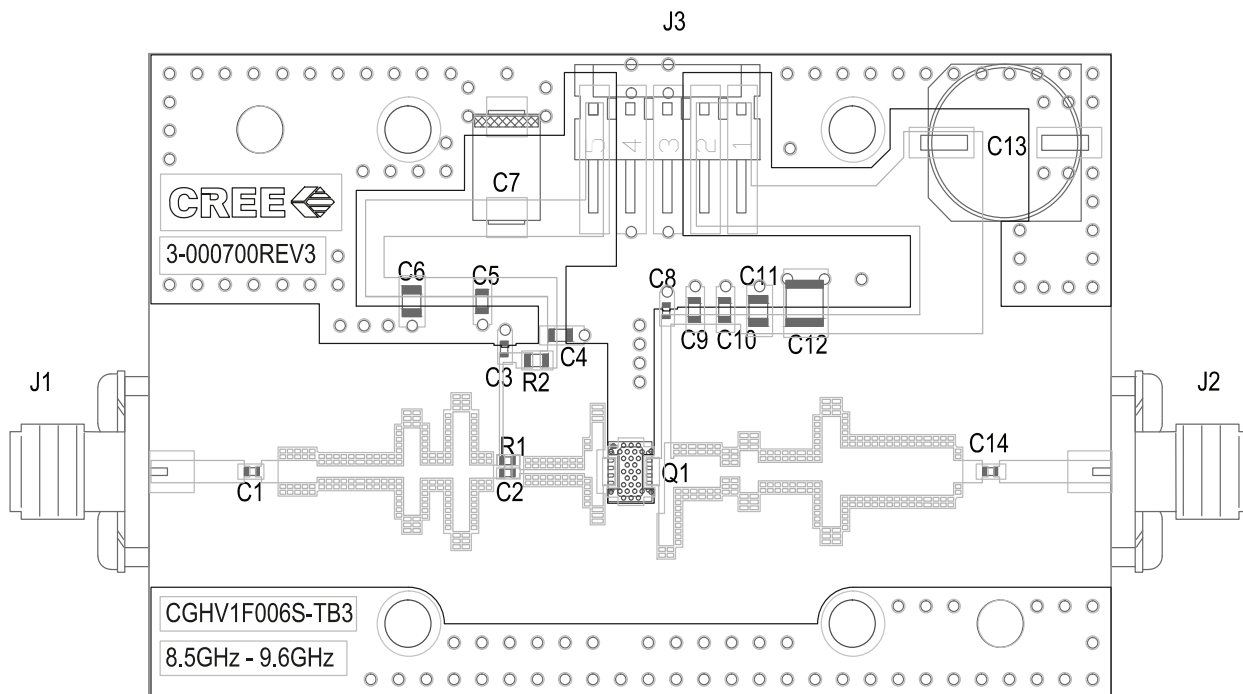 J3
5 4 3 2 1
C13
C7
CREE
3-000700REV3
C6 C5
C8 C11
C9 C10 C12
C4
C3 R2
J1 J2
R1
C1 C2 Q1 C14
CGHV1F006S-TB3
8.5GHz - 9.6GHz